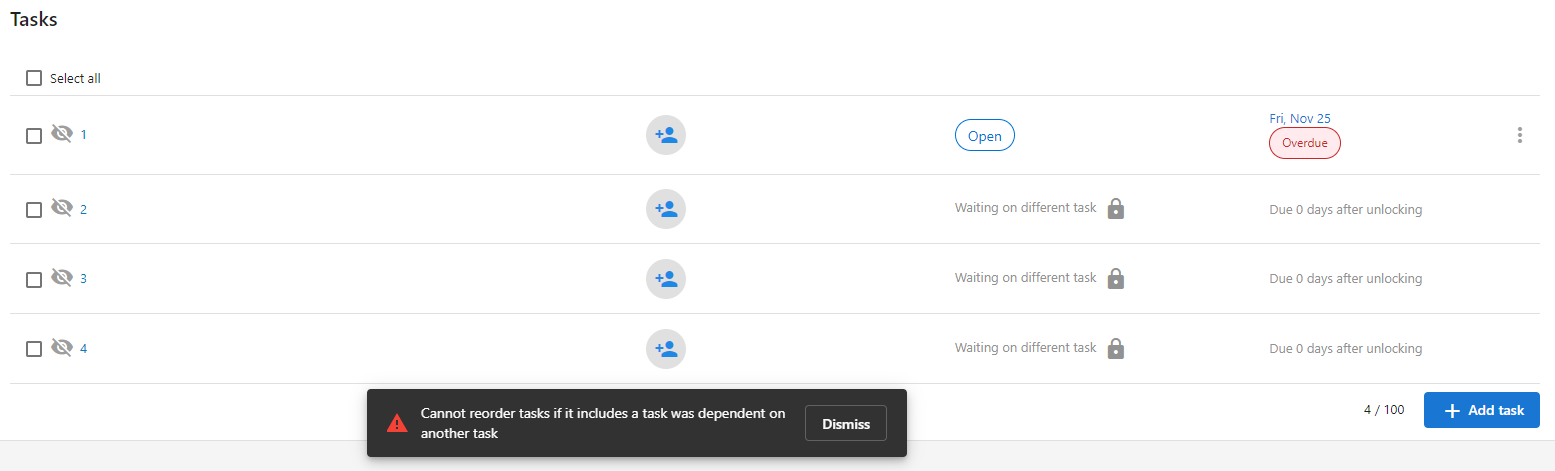 Tasks
Select all
1
Open
Fri, Nov 25
Overdue
2
Waiting on different task
Due 0 days after unlocking
3
Waiting on different task
Due 0 days after unlocking
4
Waiting on different task
Due 0 days after unlocking
Cannot reorder tasks if it includes a task was dependent on
another task
Dismiss
4 / 100
Add task